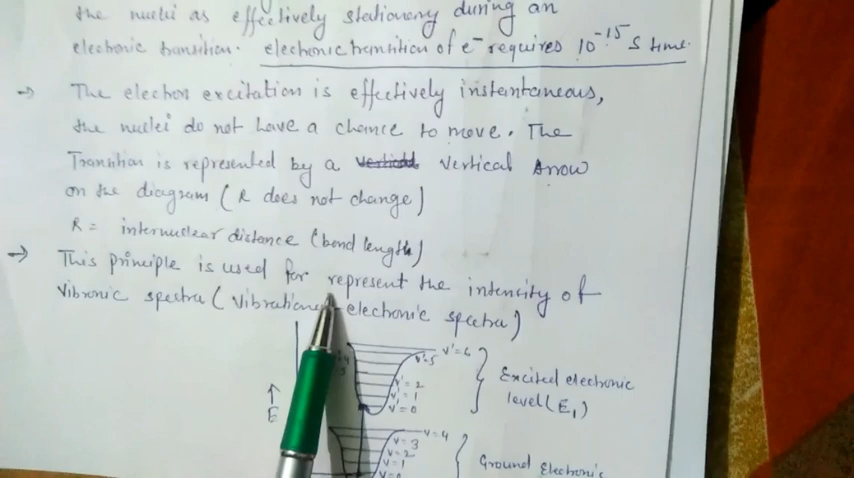 the nuclei as effectively stationary during an
electronic transition. electronic transition of e⁻ requires 10⁻¹⁵ s time.
→ The electron excitation is effectively instantaneous,
the nuclei do not have a chance to move. The
Transition is represented by a vertical Arrow
on the diagram (R does not change)
R = internuclear distance (bond length)
→ This principle is used for represent the intensity of
Vibronic spectra (Vibrational electronic spectra)
v'=6
v'=5
v'=2
v'=1
v'=0
Excited electronic
level (E₁)
↑
E
v=4
v=3
v=2
v=1
v=0
Ground Electronic